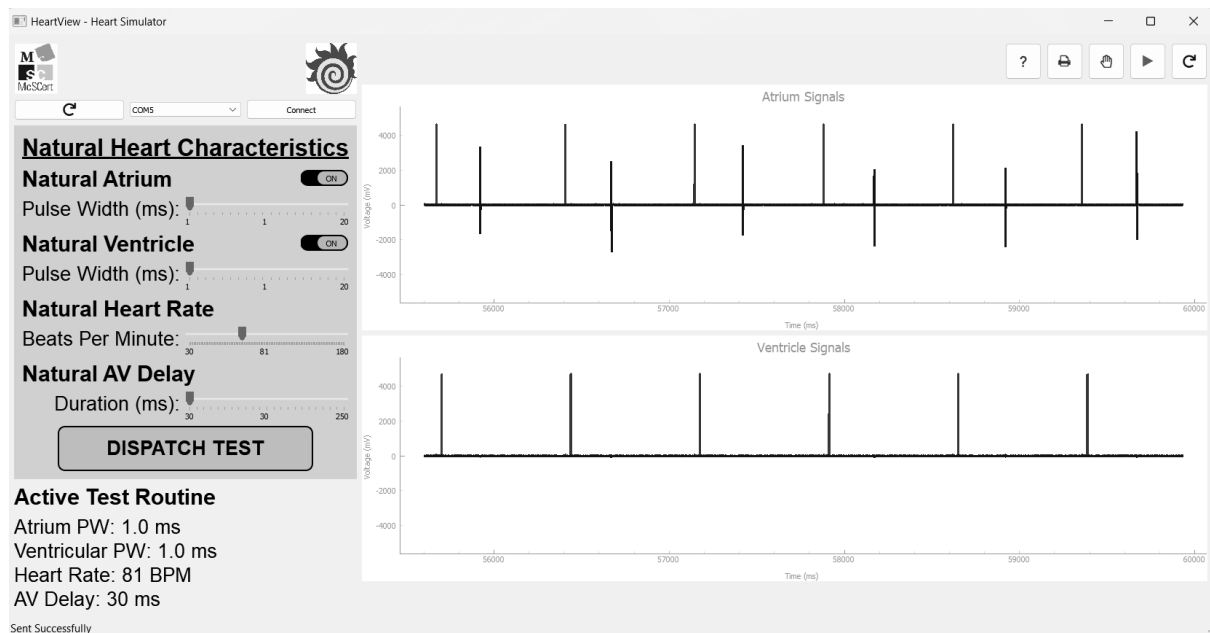 HeartView - Heart Simulator
M
SC
McSCert
?
COM5
Connect
Natural Heart Characteristics
Natural Atrium
ON
Pulse Width (ms):
1 1 20
Natural Ventricle
ON
Pulse Width (ms):
1 1 20
Natural Heart Rate
Beats Per Minute:
30 81 180
Natural AV Delay
Duration (ms):
30 30 250
DISPATCH TEST
Active Test Routine
Atrium PW: 1.0 ms
Ventricular PW: 1.0 ms
Heart Rate: 81 BPM
AV Delay: 30 ms
Sent Successfully
Atrium Signals
Voltage (mV)
4000
2000
0
-2000
-4000
56000 57000 58000 59000 60000
Time (ms)
Ventricle Signals
Voltage (mV)
4000
2000
0
-2000
-4000
56000 57000 58000 59000 60000
Time (ms)